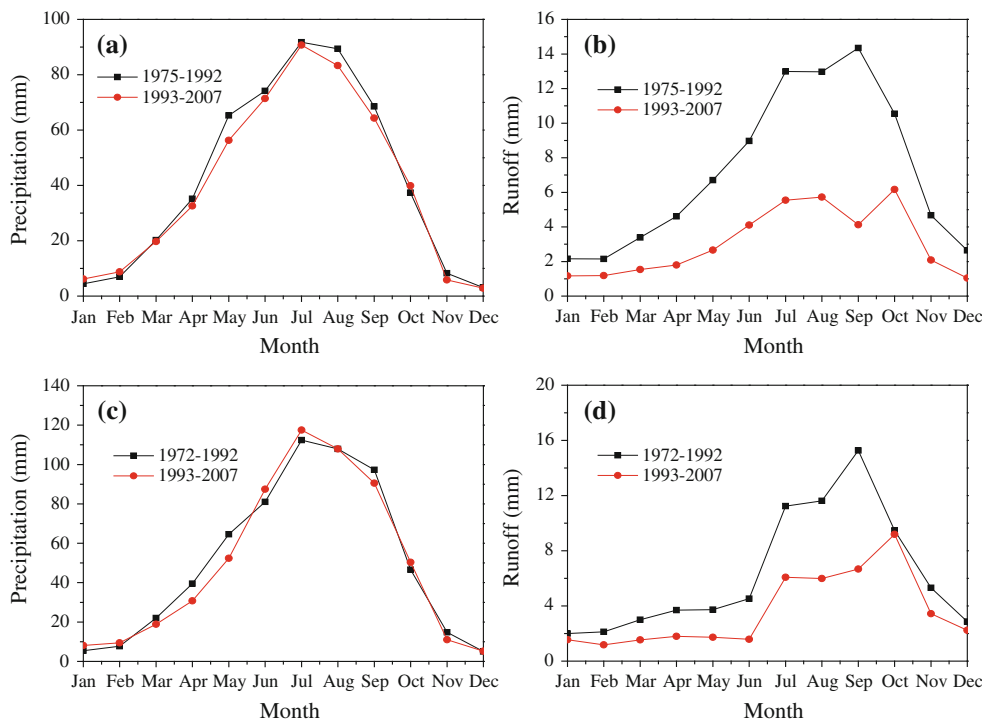 (a)
1975-1992
1993-2007
Precipitation (mm)
100
80
60
40
20
0
Jan Feb Mar Apr May Jun Jul Aug Sep Oct Nov Dec
Month
(b)
1975-1992
1993-2007
Runoff (mm)
16
14
12
10
8
6
4
2
0
Jan Feb Mar Apr May Jun Jul Aug Sep Oct Nov Dec
Month
(c)
1972-1992
1993-2007
Precipitation (mm)
140
120
100
80
60
40
20
0
Jan Feb Mar Apr May Jun Jul Aug Sep Oct Nov Dec
Month
(d)
1972-1992
1993-2007
Runoff (mm)
20
16
12
8
4
0
Jan Feb Mar Apr May Jun Jul Aug Sep Oct Nov Dec
Month